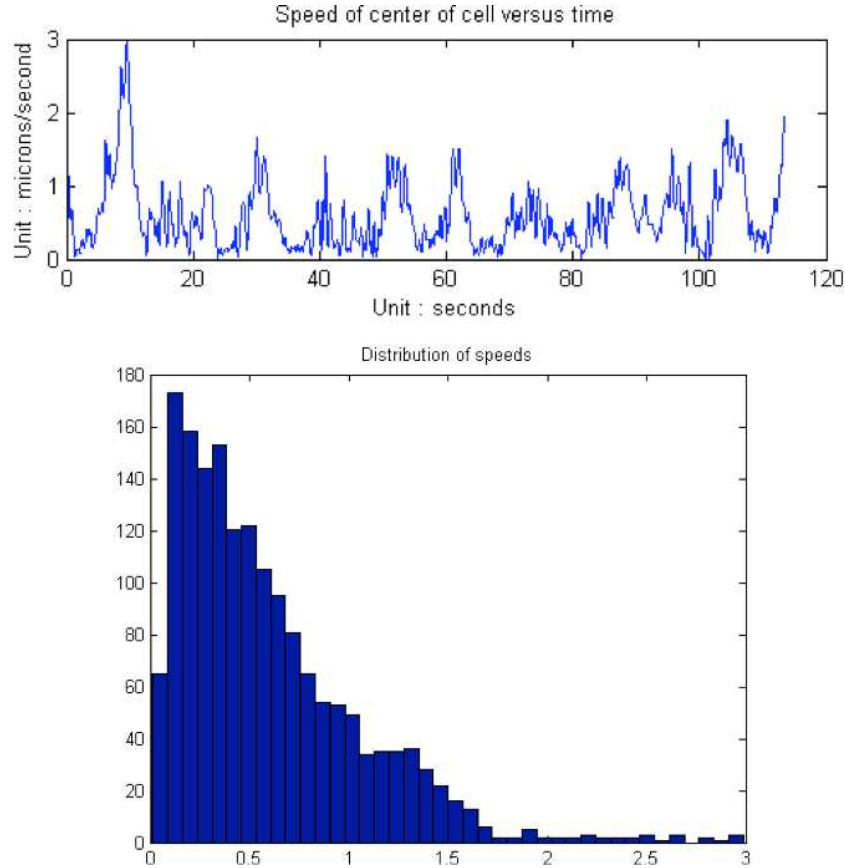 Speed of center of cell versus time
Unit : microns/second
3
2
1
0
0 20 40 60 80 100 120
Unit : seconds
Distribution of speeds
180
160
140
120
100
80
60
40
20
0
0 0.5 1 1.5 2 2.5 3